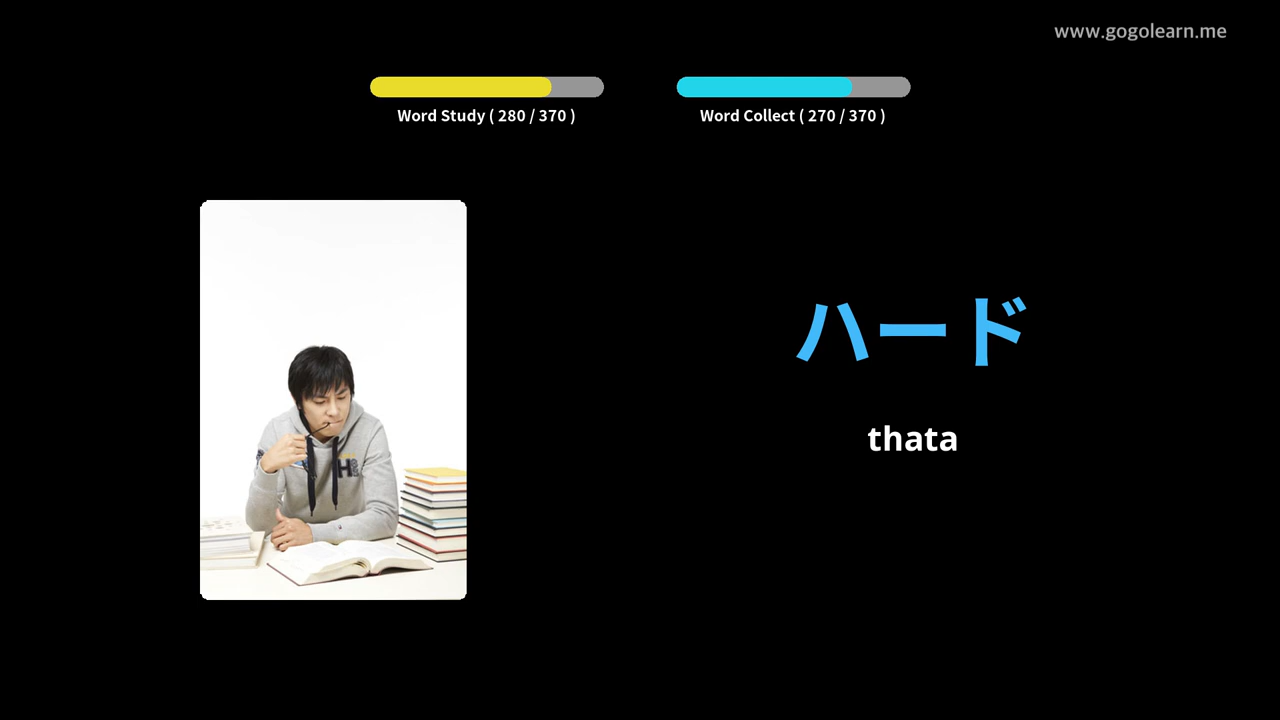 www.gogolearn.me
Word Study ( 280 / 370 )
Word Collect ( 270 / 370 )
ハード
thata
H